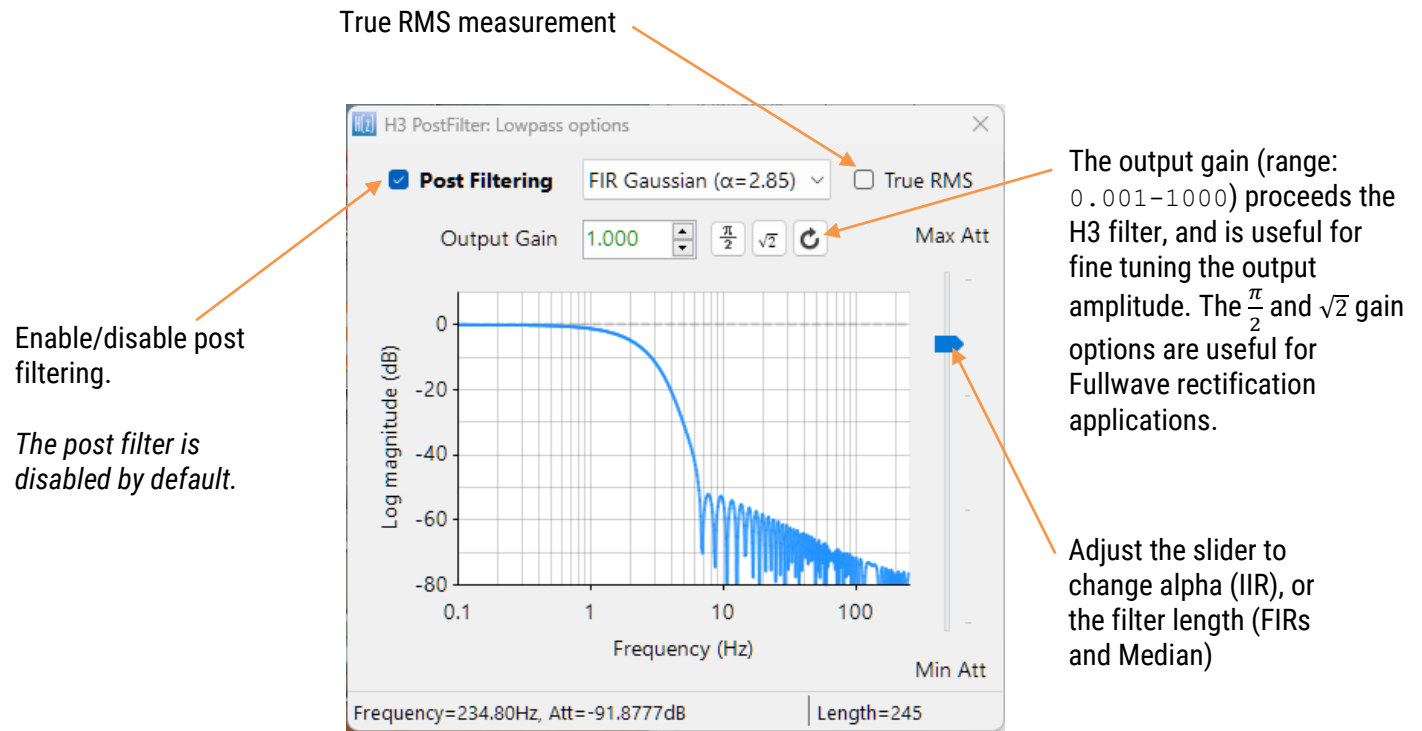 True RMS measurement
H(z) H3 PostFilter: Lowpass options
Post Filtering
FIR Gaussian (α=2.85)
True RMS
Output Gain
1.000
π/2
√2
Max Att
0
-20
-40
-60
-80
Log magnitude (dB)
0.1
1
10
100
Frequency (Hz)
Min Att
Frequency=234.80Hz, Att=-91.8777dB
Length=245
Enable/disable post
filtering.
The post filter is
disabled by default.
The output gain (range:
0.001-1000) proceeds the
H3 filter, and is useful for
fine tuning the output
amplitude. The π/2 and √2 gain
options are useful for
Fullwave rectification
applications.
Adjust the slider to
change alpha (IIR), or
the filter length (FIRs
and Median)